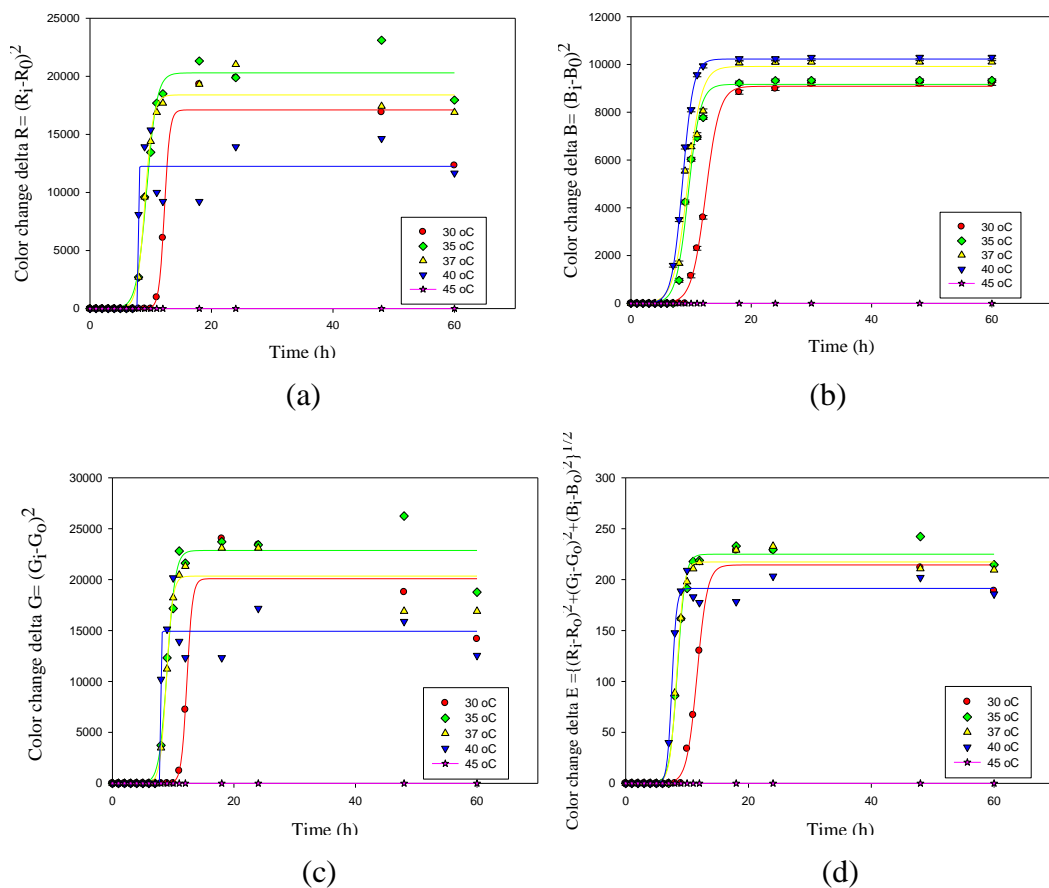 Color change delta R= (Ri-R0)^2
25000
20000
15000
10000
5000
0
0 20 40 60
Time (h)
30 oC
35 oC
37 oC
40 oC
45 oC
(a)
Color change delta B= (Bi-B0)^2
12000
10000
8000
6000
4000
2000
0
0 20 40 60
Time (h)
30 oC
35 oC
37 oC
40 oC
45 oC
(b)
Color change delta G= (Gi-Go)^2
30000
25000
20000
15000
10000
5000
0
0 20 40 60
Time (h)
30 oC
35 oC
37 oC
40 oC
45 oC
(c)
Color change delta E ={(Ri-Ro)^2+(Gi-Go)^2+(Bi-Bo)^2}^1/2
300
250
200
150
100
50
0
0 20 40 60
Time (h)
30 oC
35 oC
37 oC
40 oC
45 oC
(d)